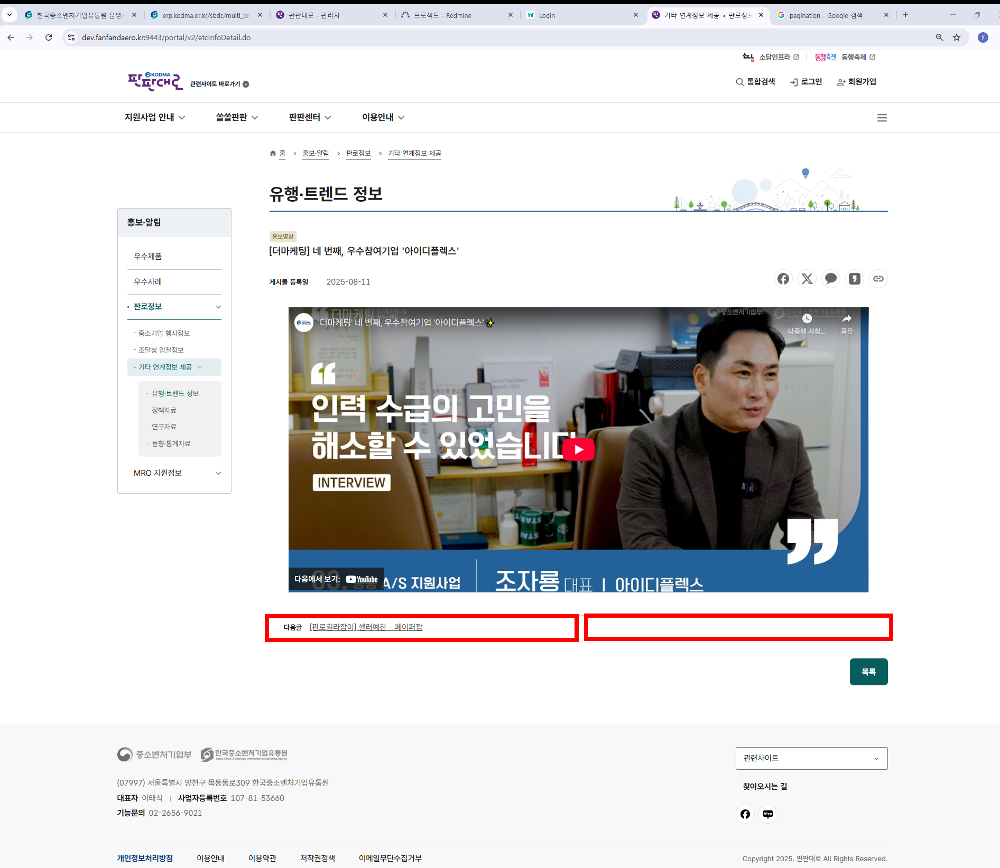 한국중소벤처기업유통원 운영
erp.kodma.or.kr/sbdc/multi_br
판판대로 - 관리자
프로젝트 - Redmine
Login
기타 연계정보 제공 < 판로정보
pagination - Google 검색
dev.fanfandaero.kr:9443/portal/v2/etcInfoDetail.do
y
소담 소담인프라
동행축제 동행축제
KODMA
판판대로
관련사이트 바로가기
통합검색
로그인
회원가입
지원사업 안내
쏠쏠판판
판판센터
이용안내
홈 > 홍보·알림 > 판로정보 > 기타 연계정보 제공
유행·트렌드 정보
홍보·알림
우수제품
우수사례
· 판로정보
- 중소기업 행사정보
- 조달청 입찰정보
- 기타 연계정보 제공
· 유행·트렌드 정보
· 정책자료
· 연구자료
· 동향·통계자료
MRO 지원정보
홍보영상
[더마케팅] 네 번째, 우수참여기업 '아이디플렉스'
게시물 등록일 2025-08-11
'더마케팅' 네 번째, 우수참여기업 '아이디플렉스'✨
나중에 시청...
공유
인력 수급의 고민을
해소할 수 있었습니다
INTERVIEW
다음에서 보기: YouTube
A/S 지원사업
조자룡 대표 | 아이디플렉스
다음글 [판로길라잡이] 셀러예찬 - 페이퍼팝
목록
중소벤처기업부
한국중소벤처기업유통원
Korea SMEs & Startups Distribution & Marketing Agency
(07997) 서울특별시 양천구 목동동로309 한국중소벤처기업유통원
대표자 이태식 | 사업자등록번호 107-81-53660
기능문의 02-2656-9021
관련사이트
찾아오시는 길
blog
개인정보처리방침
이용안내
이용약관
저작권정책
이메일무단수집거부
Copyright 2025. 판판대로 All Rights Reserved.